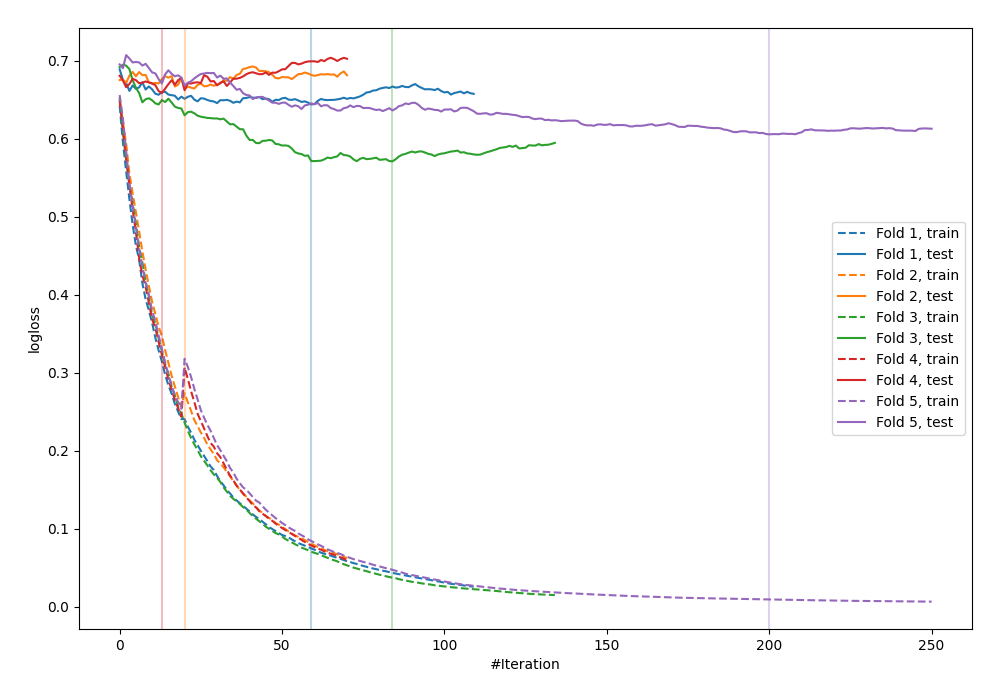 0.7
0.6
0.5
0.4
0.3
0.2
0.1
0.0
logloss
0
50
100
150
200
250
#Iteration
Fold 1, train
Fold 1, test
Fold 2, train
Fold 2, test
Fold 3, train
Fold 3, test
Fold 4, train
Fold 4, test
Fold 5, train
Fold 5, test